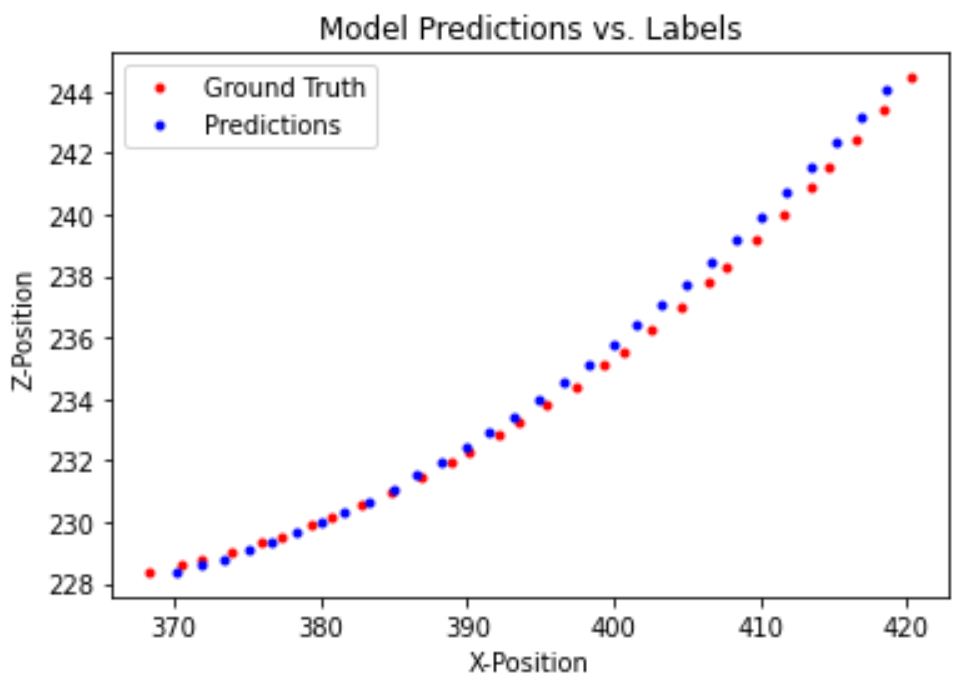 Model Predictions vs. Labels
Ground Truth
Predictions
Z-Position
244
242
240
238
236
234
232
230
228
370 380 390 400 410 420
X-Position